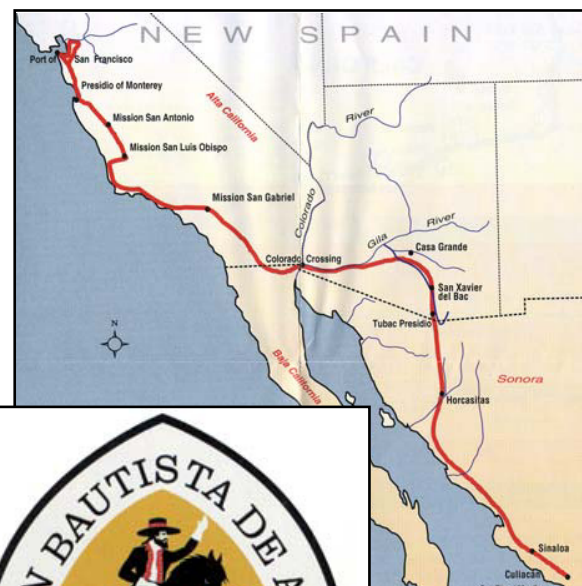 NEW SPAIN
Port of San Francisco
Presidio of Monterey
Mission San Antonio
Mission San Luis Obispo
Alta California
River
Mission San Gabriel
Colorado
Gila River
Casa Grande
Colorado Crossing
San Xavier
del Bac
Tubac Presidio
N
Baja California
Sonora
Horcasitas
Sinaloa
Culiacán
N BAUTISTA DE A